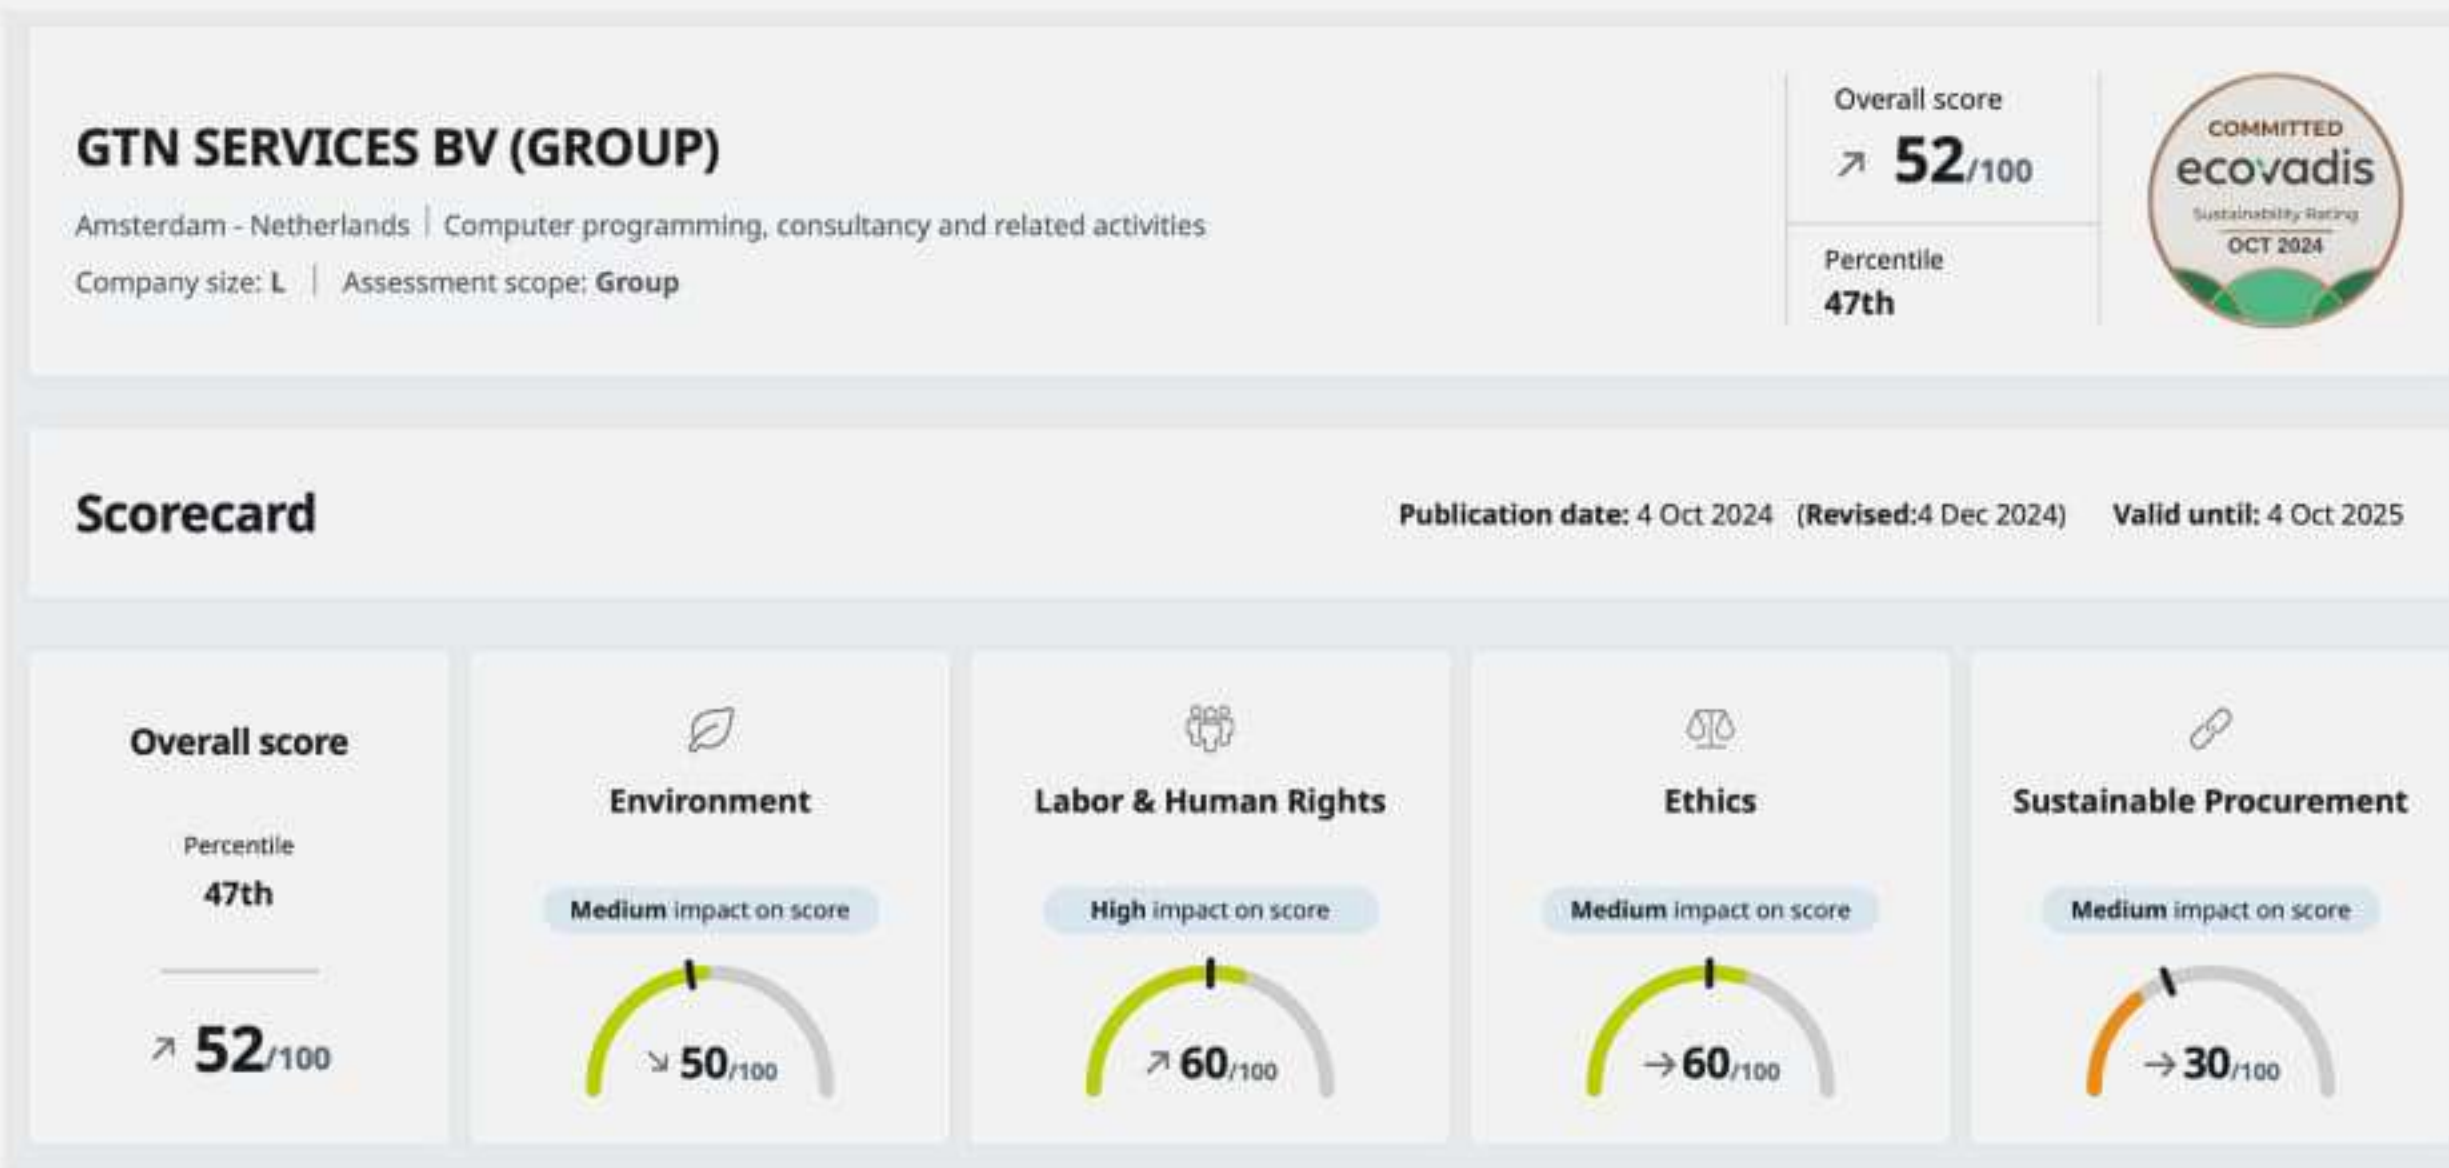 GTN SERVICES BV (GROUP)
Amsterdam - Netherlands | Computer programming, consultancy and related activities
Company size: L | Assessment scope: Group
Overall score
↗ 52/100
Percentile
47th
COMMITTED
ecovadis
Sustainability Rating
OCT 2024
Scorecard
Publication date: 4 Oct 2024 (Revised:4 Dec 2024) Valid until: 4 Oct 2025
Overall score
Percentile
47th
↗ 52/100
Environment
Medium impact on score
↘ 50/100
Labor & Human Rights
High impact on score
↗ 60/100
Ethics
Medium impact on score
→ 60/100
Sustainable Procurement
Medium impact on score
→ 30/100